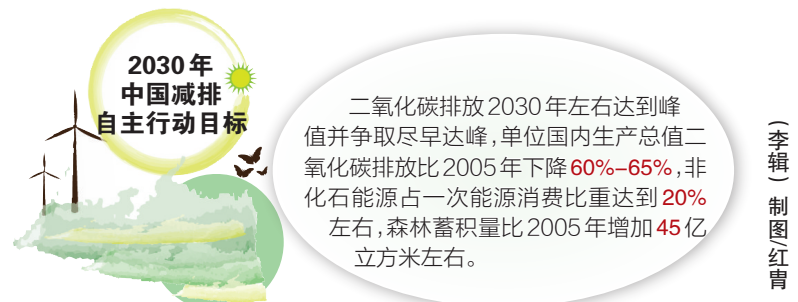 2030年
中国减排
自主行动目标
二氧化碳排放2030年左右达到峰
值并争取尽早达峰,单位国内生产总值二
氧化碳排放比2005年下降60%–65%,非
化石能源占一次能源消费比重达到20%
左右,森林蓄积量比2005年增加45亿
立方米左右。
(李辑) 制图/红胄